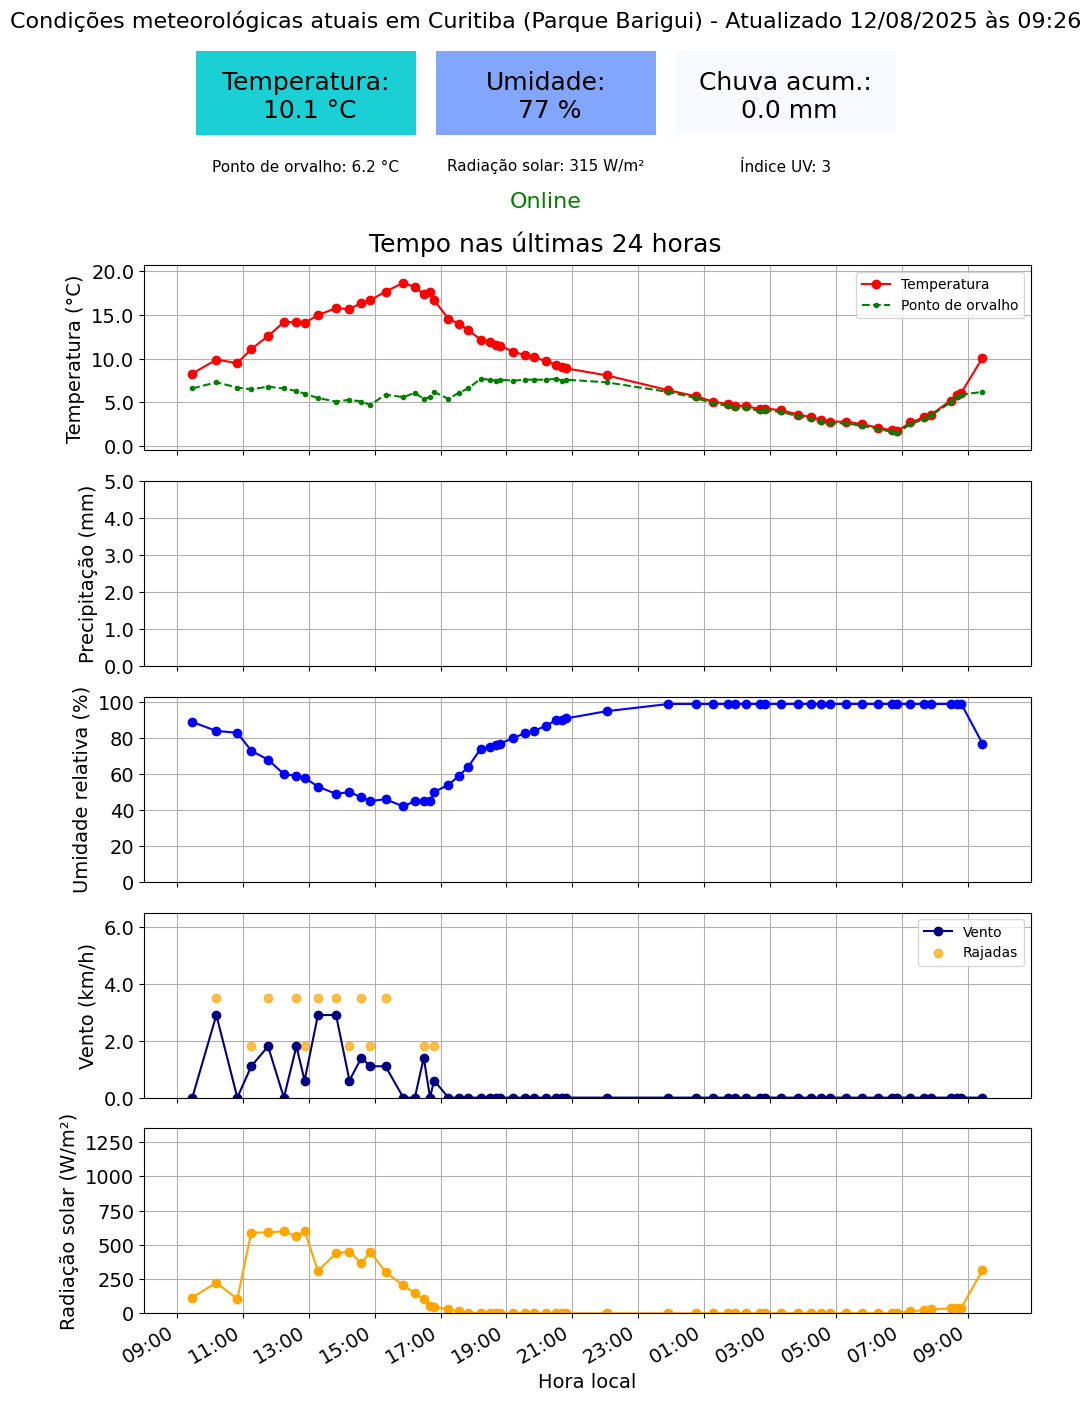 Condições meteorológicas atuais em Curitiba (Parque Barigui) - Atualizado 12/08/2025 às 09:26
Temperatura:
10.1 °C
Umidade:
77 %
Chuva acum.:
0.0 mm
Ponto de orvalho: 6.2 °C
Radiação solar: 315 W/m²
Índice UV: 3
Online
Tempo nas últimas 24 horas
Temperatura (°C)
20.0
15.0
10.0
5.0
0.0
Temperatura
Ponto de orvalho
Precipitação (mm)
5.0
4.0
3.0
2.0
1.0
0.0
Umidade relativa (%)
100
80
60
40
20
0
Vento (km/h)
6.0
4.0
2.0
0.0
Vento
Rajadas
Radiação solar (W/m²)
1250
1000
750
500
250
0
09:00
11:00
13:00
15:00
17:00
19:00
21:00
23:00
01:00
03:00
05:00
07:00
09:00
Hora local